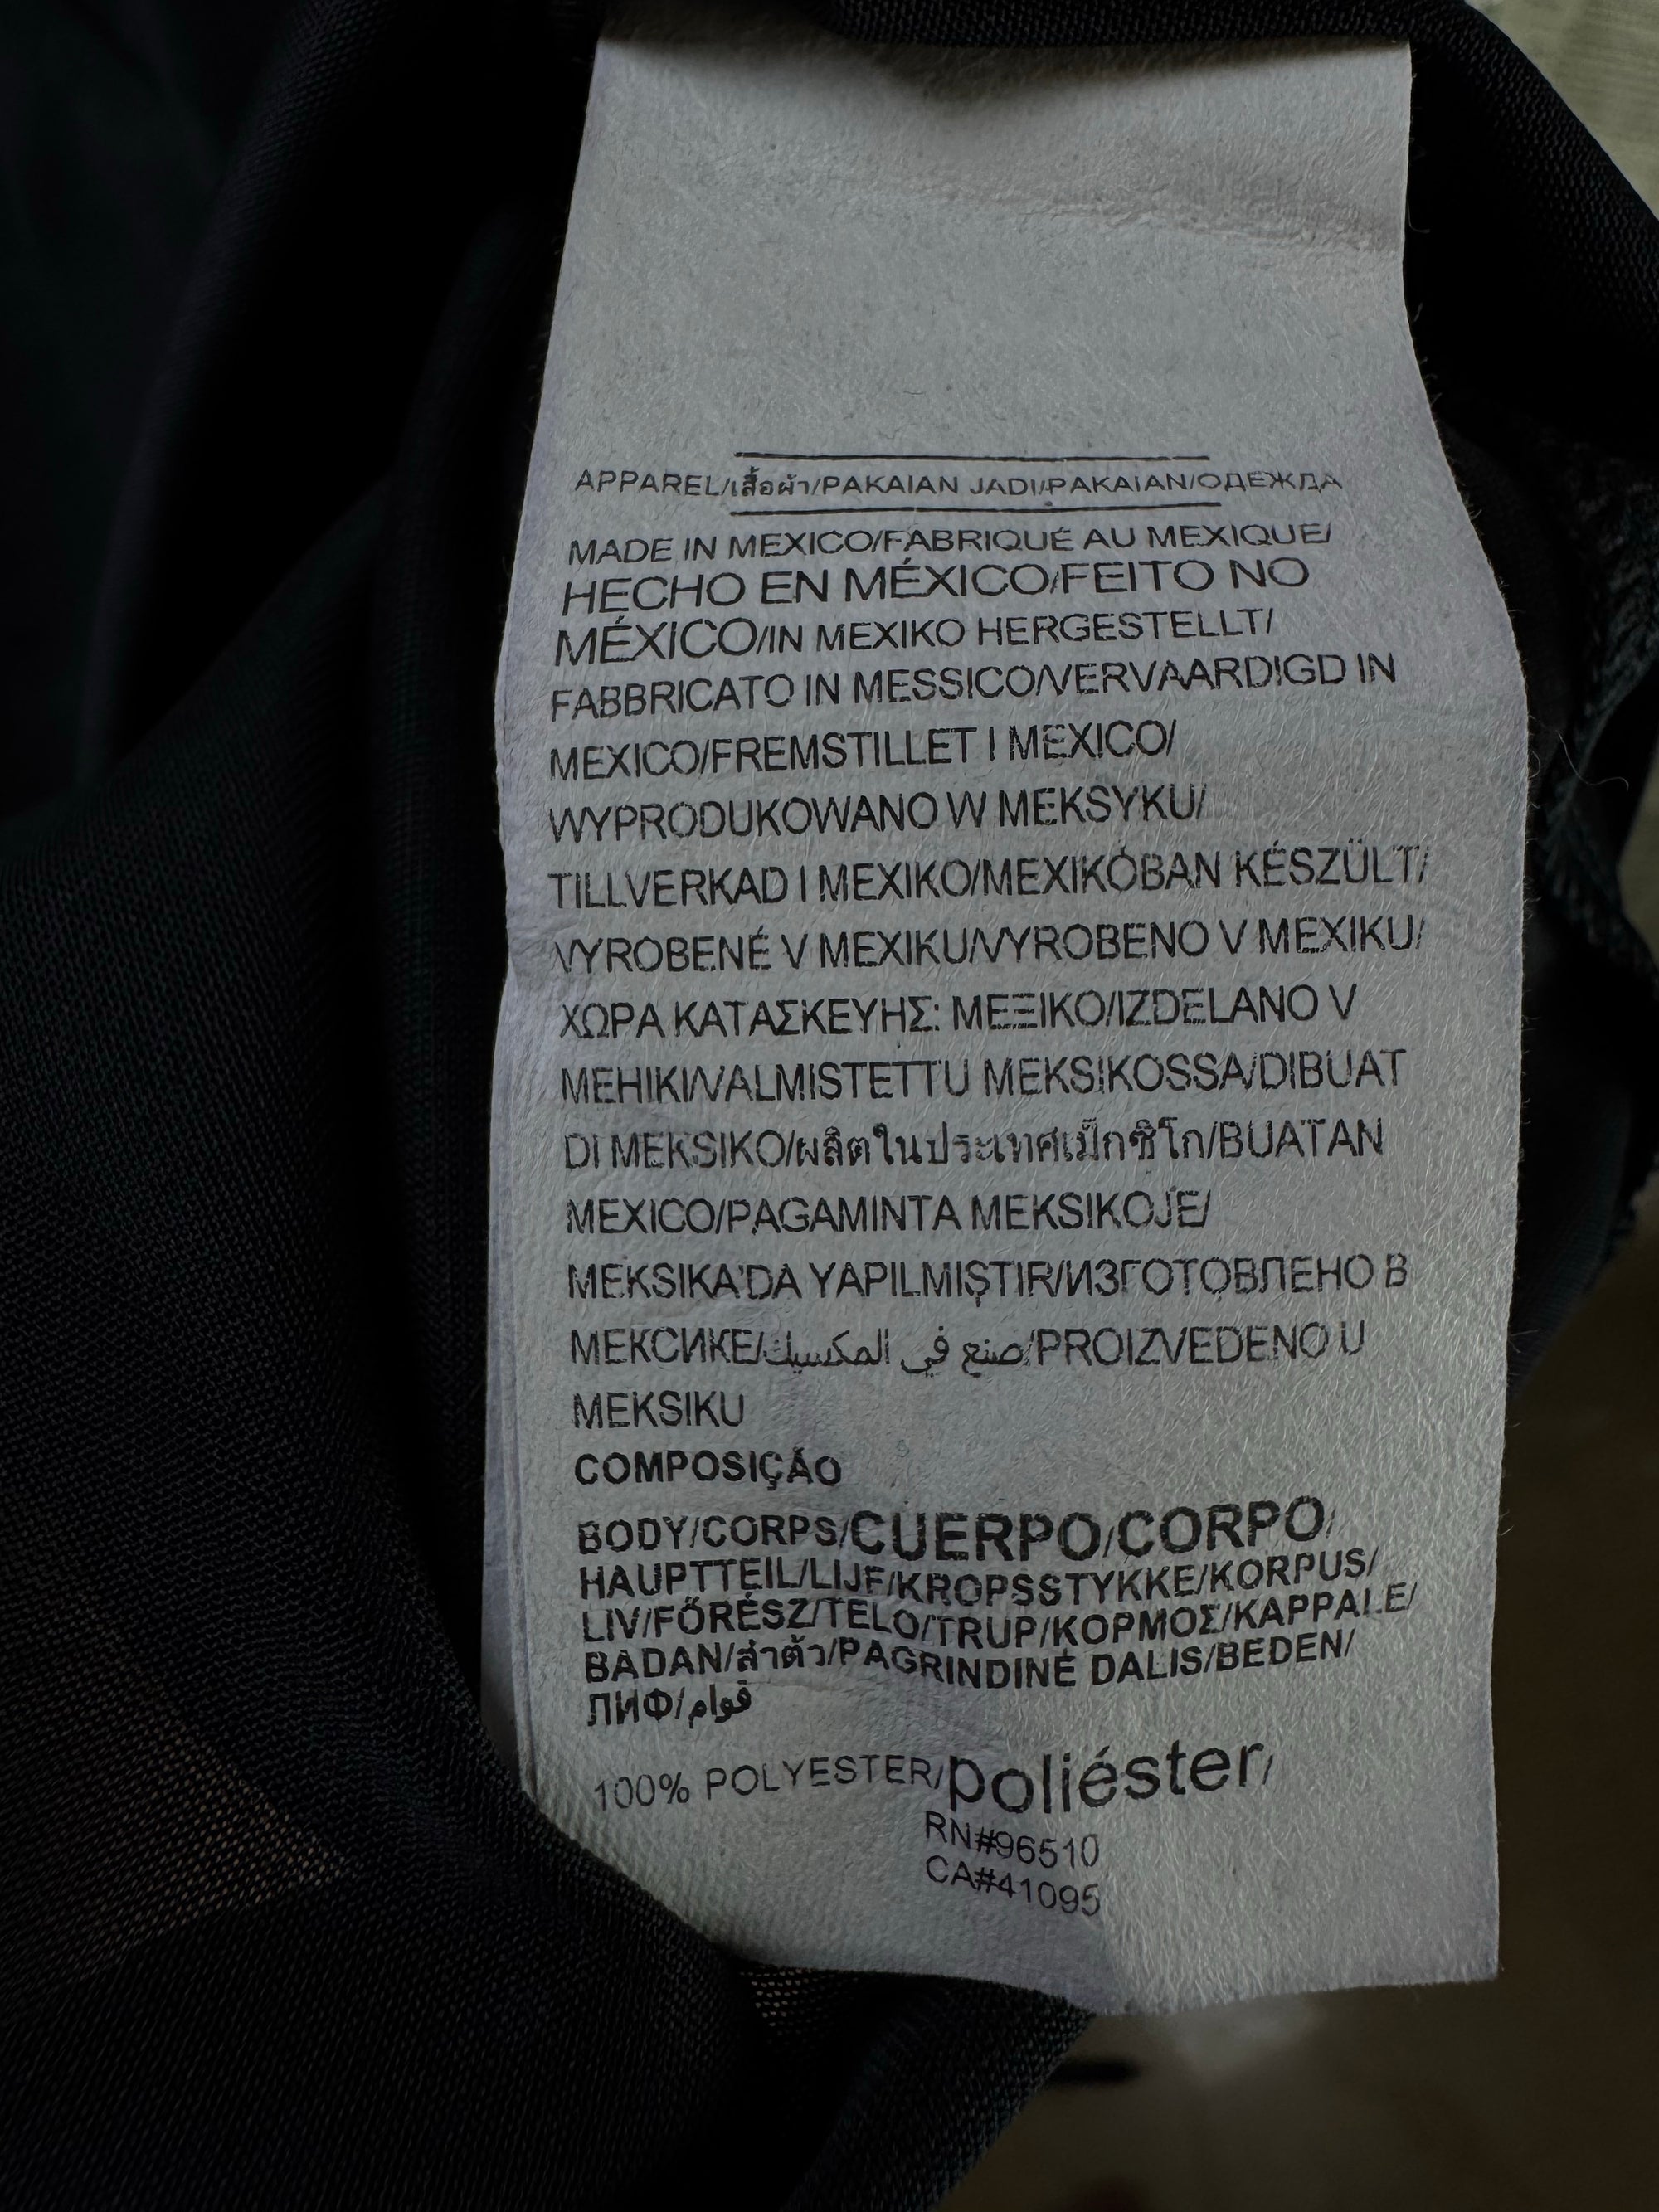 APPAREL/เสื้อผ้า/PAKAIAN JADI/PAKAIAN/ОДЕЖДА
MADE IN MEXICO/FABRIQUÉ AU MEXIQUE/
HECHO EN MÉXICO/FEITO NO
MÉXICO/IN MEXIKO HERGESTELLT/
FABBRICATO IN MESSICO/VERVAARDIGD IN
MEXICO/FREMSTILLET I MEXICO/
WYPRODUKOWANO W MEKSYKU/
TILLVERKAD I MEXIKO/MEXIKÓBAN KÉSZÜLT/
VYROBENÉ V MEXIKU/VYROBENO V MEXIKU/
ΧΩΡΑ ΚΑΤΑΣΚΕΥΗΣ: ΜΕΞΙΚΟ/IZDELANO V
MEHIKI/VALMISTETTU MEKSIKOSSA/DIBUAT
DI MEKSIKO/ผลิตในประเทศเม็กซิโก/BUATAN
MEXICO/PAGAMINTA MEKSIKOJE/
MEKSIKA'DA YAPILMIŞTIR/ИЗГОТОВЛЕНО В
МЕКСИКЕ/صنع في المكسيك/PROIZVEDENO U
MEKSIKU
COMPOSIÇÃO
BODY/CORPS/CUERPO/CORPO/
HAUPTTEIL/LIJF/KROPSSTYKKE/KORPUS/
LIV/FŐRÉSZ/TELO/TRUP/ΚΟΡΜΟΣ/KAPPALE/
BADAN/ลำตัว/PAGRINDINĖ DALIS/BEDEN/
ЛИФ/قوام
100% POLYESTER/poliéster/
RN#96510
CA#41095